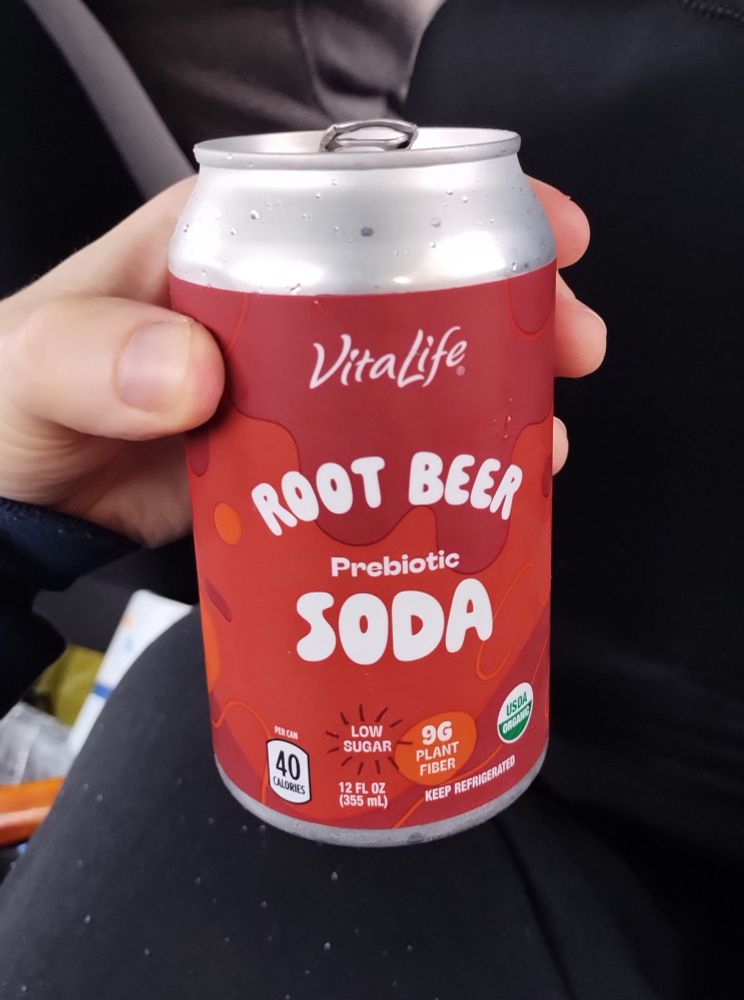 VitaLife®
ROOT BEER
Prebiotic
SODA
PER CAN
40
CALORIES
LOW
SUGAR
12 FL OZ
(355 mL)
9G
PLANT
FIBER
USDA
ORGANIC
KEEP REFRIGERATED